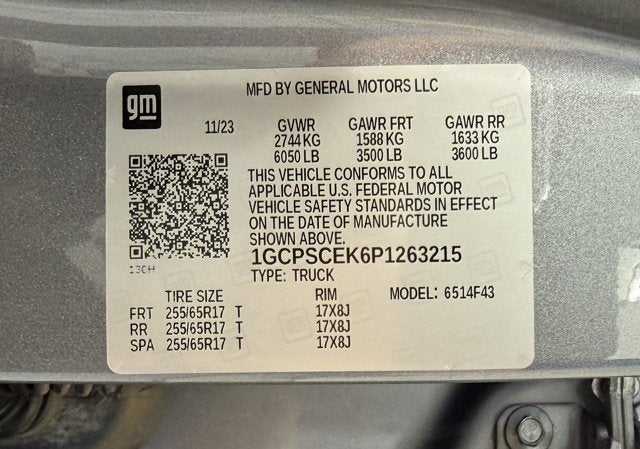 gm
MFD BY GENERAL MOTORS LLC
11/23 GVWR GAWR FRT GAWR RR
2744 KG 1588 KG 1633 KG
6050 LB 3500 LB 3600 LB
THIS VEHICLE CONFORMS TO ALL
APPLICABLE U.S. FEDERAL MOTOR
VEHICLE SAFETY STANDARDS IN EFFECT
ON THE DATE OF MANUFACTURE
SHOWN ABOVE.
1GCPSCEK6P1263215
13CH
TYPE: TRUCK
TIRE SIZE RIM MODEL: 6514F43
FRT 255/65R17 T 17X8J
RR 255/65R17 T 17X8J
SPA 255/65R17 T 17X8J